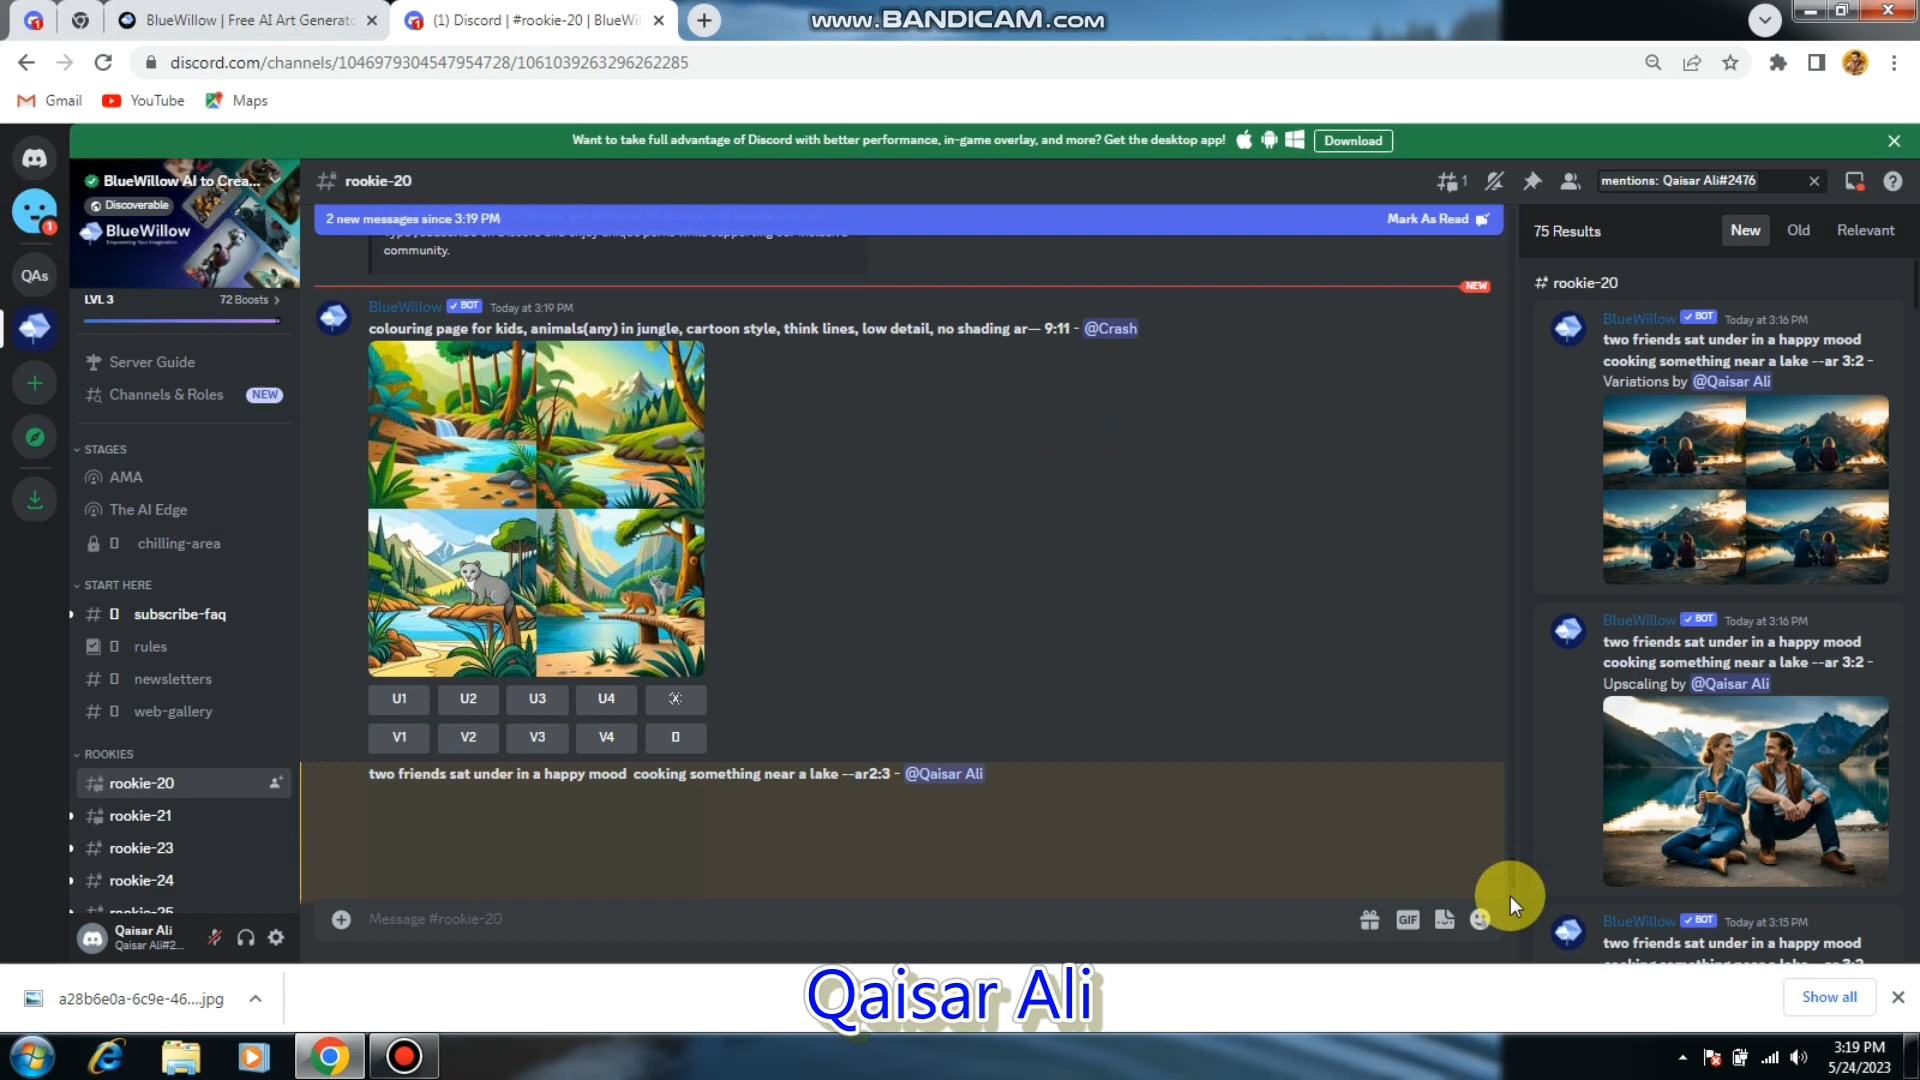 BlueWillow | Free AI Art Generato
(1) Discord | #rookie-20 | BlueWil
www.BANDICAM.com
discord.com/channels/1046979304547954728/1061039263296262285
Gmail
YouTube
Maps
Want to take full advantage of Discord with better performance, in-game overlay, and more? Get the desktop app!
Download
BlueWillow AI to Crea...
Discoverable
BlueWillow
LVL 3
72 Boosts
Server Guide
Channels & Roles
NEW
STAGES
AMA
The AI Edge
chilling-area
START HERE
subscribe-faq
rules
newsletters
web-gallery
ROOKIES
rookie-20
rookie-21
rookie-23
rookie-24
rookie-25
QAs
1
Qaisar Ali
Qaisar Ali#2...
rookie-20
1
mentions: Qaisar Ali#2476
2 new messages since 3:19 PM
Mark As Read
community.
NEW
BlueWillow BOT Today at 3:19 PM
colouring page for kids, animals(any) in jungle, cartoon style, think lines, low detail, no shading ar— 9:11 - @Crash
U1 U2 U3 U4
V1 V2 V3 V4
two friends sat under in a happy mood cooking something near a lake --ar2:3 - @Qaisar Ali
Message #rookie-20
GIF
75 Results
New
Old
Relevant
# rookie-20
BlueWillow BOT Today at 3:16 PM
two friends sat under in a happy mood
cooking something near a lake --ar 3:2 -
Variations by @Qaisar Ali
BlueWillow BOT Today at 3:16 PM
two friends sat under in a happy mood
cooking something near a lake --ar 3:2 -
Upscaling by @Qaisar Ali
BlueWillow BOT Today at 3:15 PM
two friends sat under in a happy mood
a28b6e0a-6c9e-46....jpg
Qaisar Ali
Show all
3:19 PM
5/24/2023